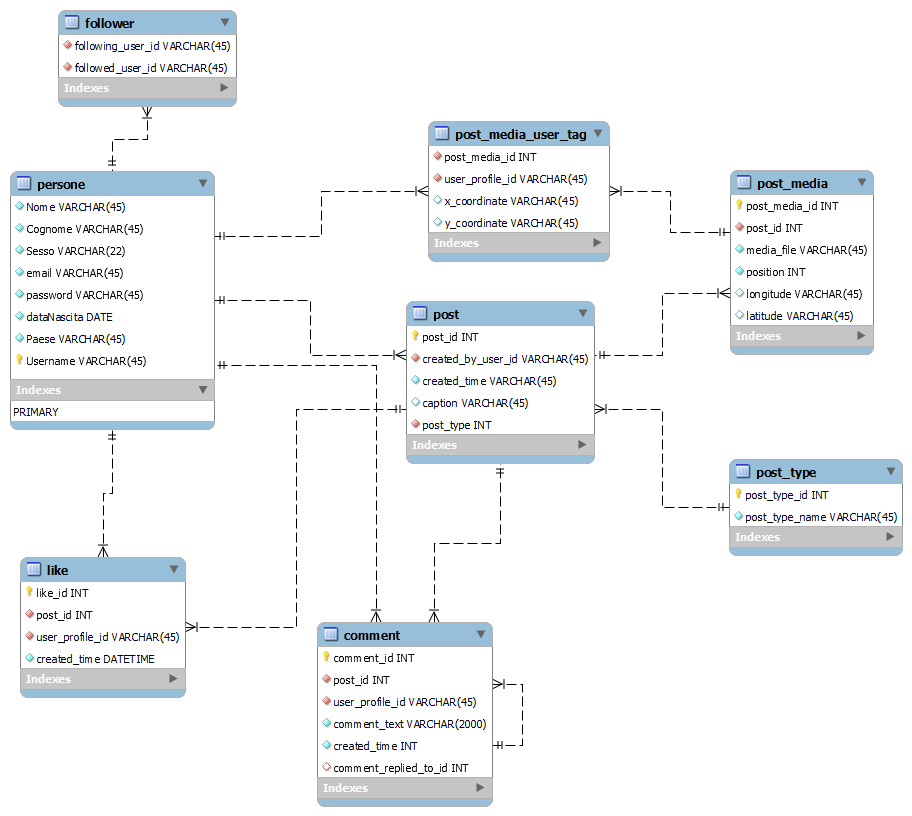 follower
following_user_id VARCHAR(45)
followed_user_id VARCHAR(45)
Indexes
persone
Nome VARCHAR(45)
Cognome VARCHAR(45)
Sesso VARCHAR(22)
email VARCHAR(45)
password VARCHAR(45)
dataNascita DATE
Paese VARCHAR(45)
Username VARCHAR(45)
Indexes
PRIMARY
post_media_user_tag
post_media_id INT
user_profile_id VARCHAR(45)
x_coordinate VARCHAR(45)
y_coordinate VARCHAR(45)
Indexes
post_media
post_media_id INT
post_id INT
media_file VARCHAR(45)
position INT
longitude VARCHAR(45)
latitude VARCHAR(45)
Indexes
post
post_id INT
created_by_user_id VARCHAR(45)
created_time VARCHAR(45)
caption VARCHAR(45)
post_type INT
Indexes
post_type
post_type_id INT
post_type_name VARCHAR(45)
Indexes
like
like_id INT
post_id INT
user_profile_id VARCHAR(45)
created_time DATETIME
Indexes
comment
comment_id INT
post_id INT
user_profile_id VARCHAR(45)
comment_text VARCHAR(2000)
created_time INT
comment_replied_to_id INT
Indexes